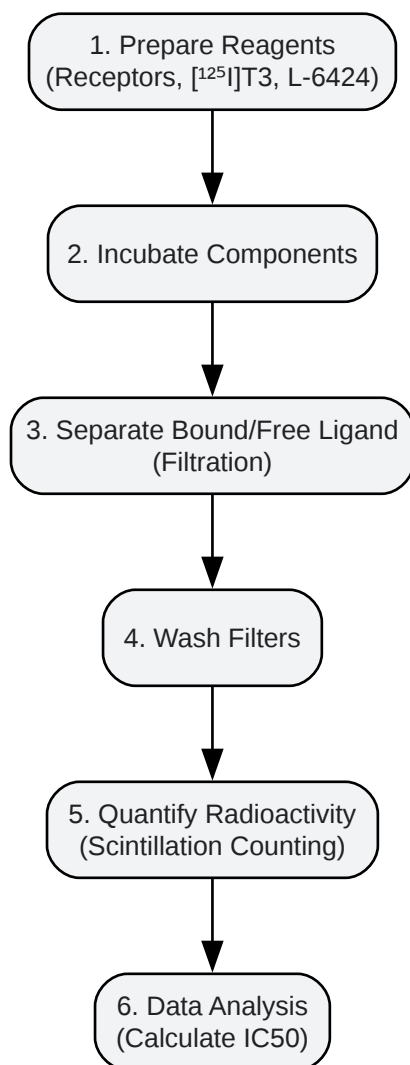 1. Prepare Reagents
(Receptors, [¹²⁵I]T3, L-6424)
2. Incubate Components
3. Separate Bound/Free Ligand
(Filtration)
4. Wash Filters
5. Quantify Radioactivity
(Scintillation Counting)
6. Data Analysis
(Calculate IC50)